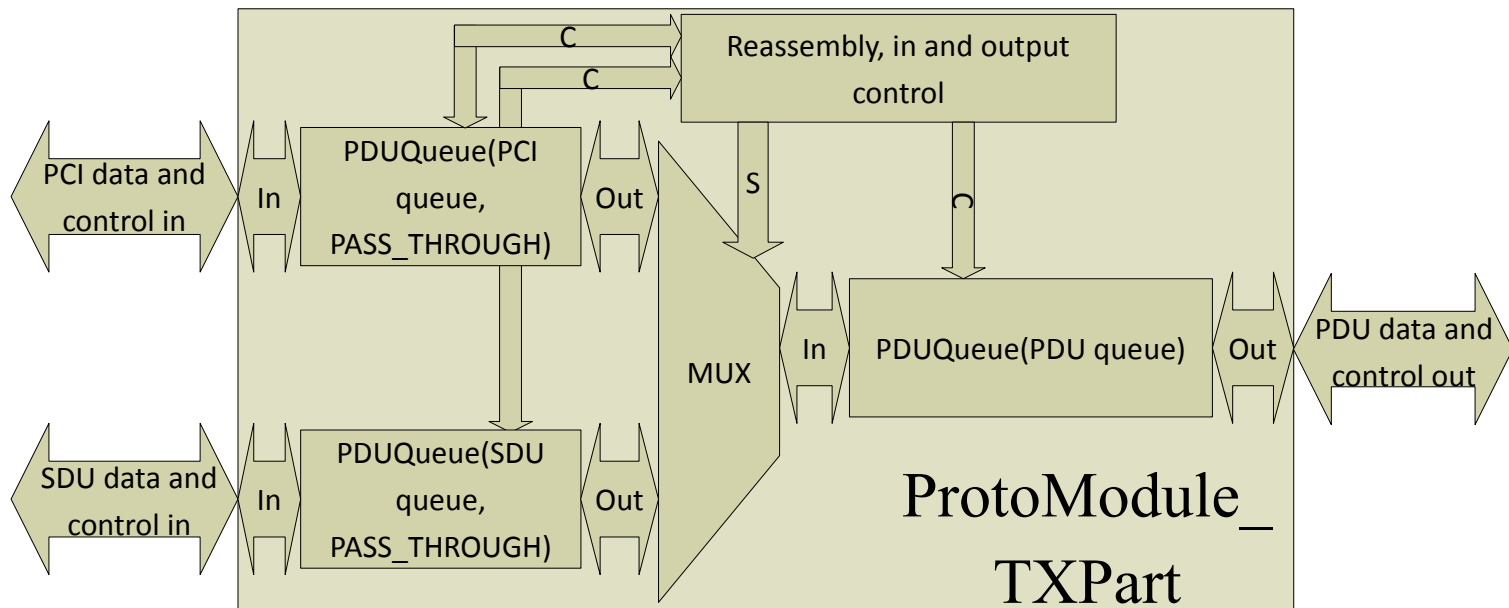 C
Reassembly, in and output
control
C
PCI data and
control in
In
PDUQueue(PCI
queue,
PASS_THROUGH)
Out
S
C
MUX
In
PDUQueue(PDU queue)
Out
PDU data and
control out
SDU data and
control in
In
PDUQueue(SDU
queue,
PASS_THROUGH)
Out
ProtoModule_
TXPart